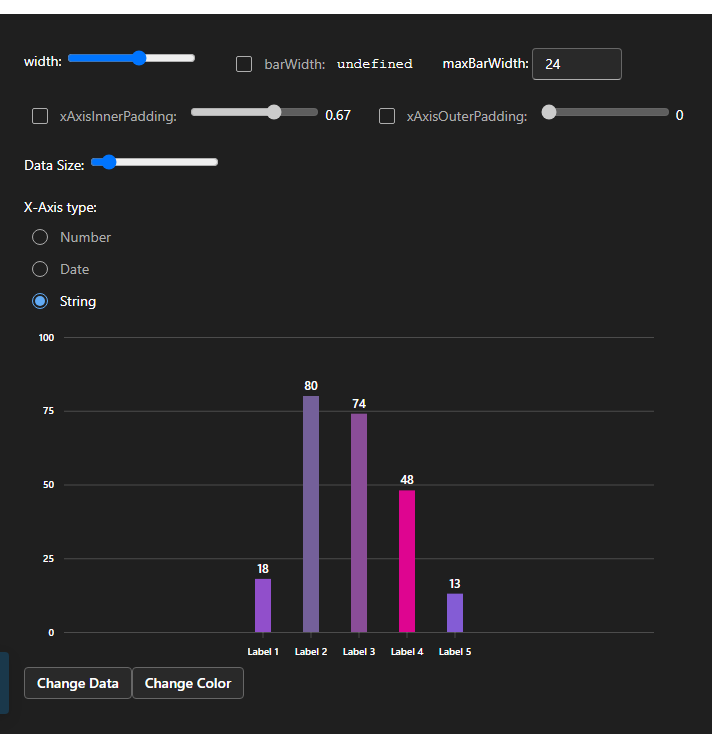 width: barWidth: undefined maxBarWidth: 24
xAxisInnerPadding: 0.67 xAxisOuterPadding: 0
Data Size:
X-Axis type:
Number
Date
String
100
80
74
75
48
50
18
13
25
0
Label 1 Label 2 Label 3 Label 4 Label 5
Change Data Change Color